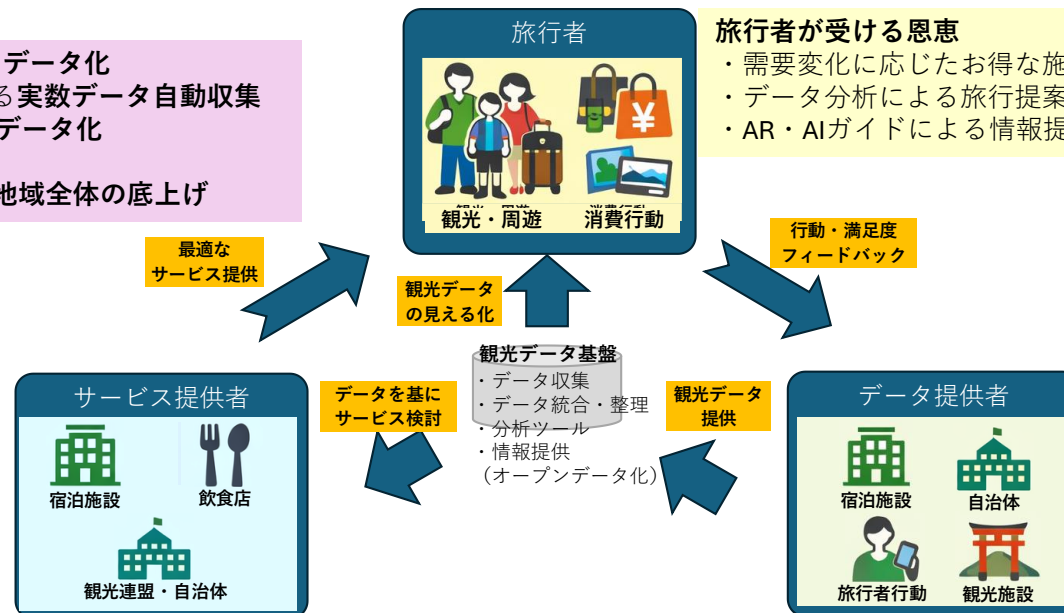 データ化
る実数データ自動収集
データ化
地域全体の底上げ
旅行者
観光・周遊
消費行動
旅行者が受ける恩恵
・需要変化に応じたお得な施
・データ分析による旅行提案
・AR・AIガイドによる情報提
最適な
サービス提供
観光データ
の見える化
行動・満足度
フィードバック
観光データ基盤
・データ収集
・データ統合・整理
・分析ツール
・情報提供
（オープンデータ化）
データを基に
サービス検討
観光データ
提供
サービス提供者
宿泊施設
飲食店
観光連盟・自治体
データ提供者
宿泊施設
自治体
旅行者行動
観光施設